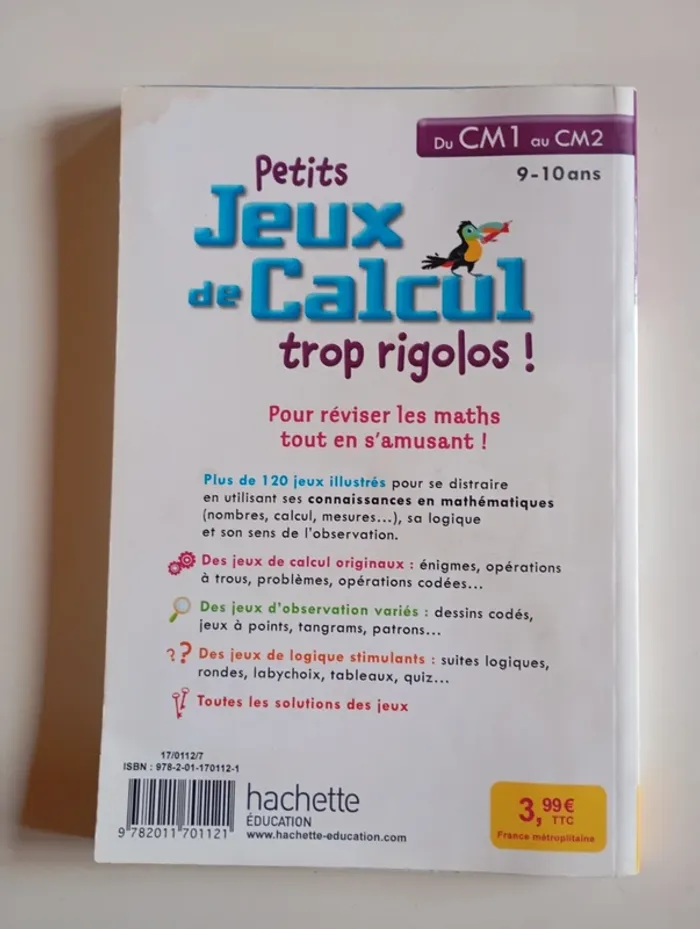 Du CM1 au CM2
9-10 ans
Petits
Jeux
de Calcul
trop rigolos !
Pour réviser les maths
tout en s'amusant !
Plus de 120 jeux illustrés pour se distraire
en utilisant ses connaissances en mathématiques
(nombres, calcul, mesures...), sa logique
et son sens de l'observation.
Des jeux de calcul originaux : énigmes, opérations
à trous, problèmes, opérations codées...
Des jeux d'observation variés : dessins codés,
jeux à points, tangrams, patrons...
?? Des jeux de logique stimulants : suites logiques,
rondes, labychoix, tableaux, quiz...
Toutes les solutions des jeux
17/0112/7
ISBN : 978-2-01-170112-1
9 782011 701121
hachette
ÉDUCATION
www.hachette-education.com
3,99€
TTC
France métropolitaine